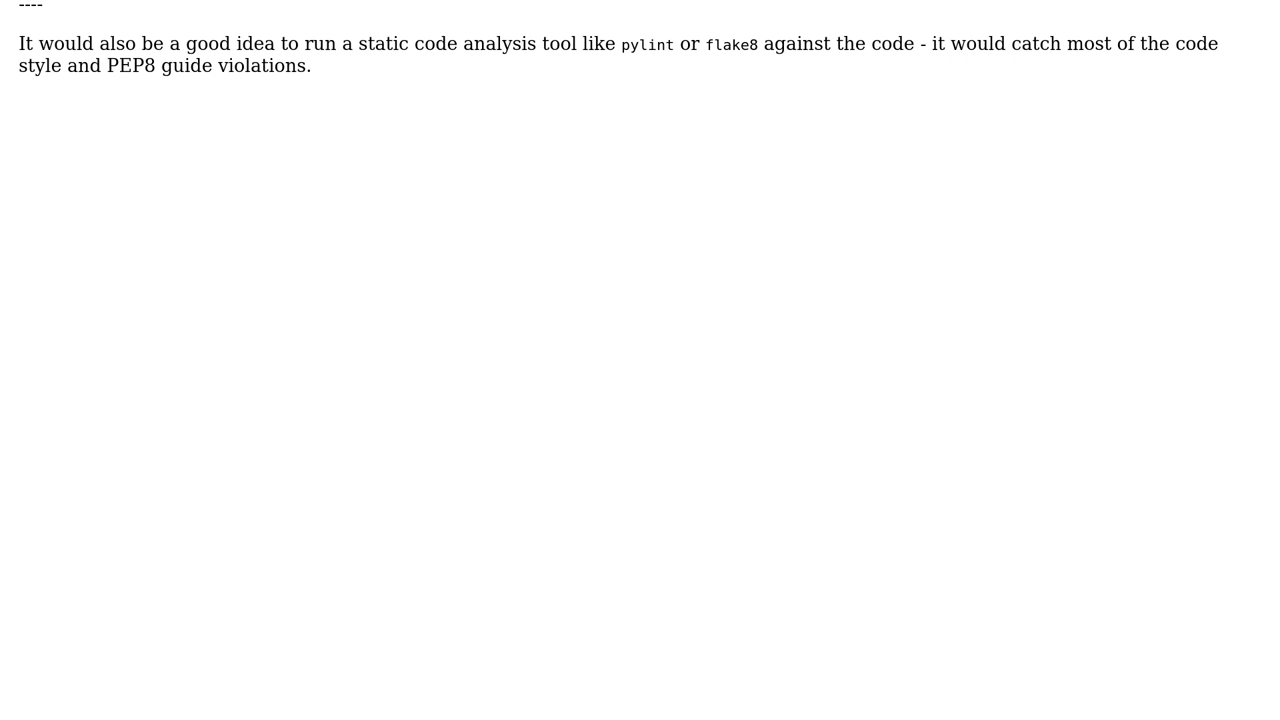 ----
It would also be a good idea to run a static code analysis tool like pylint or flake8 against the code - it would catch most of the code
style and PEP8 guide violations.